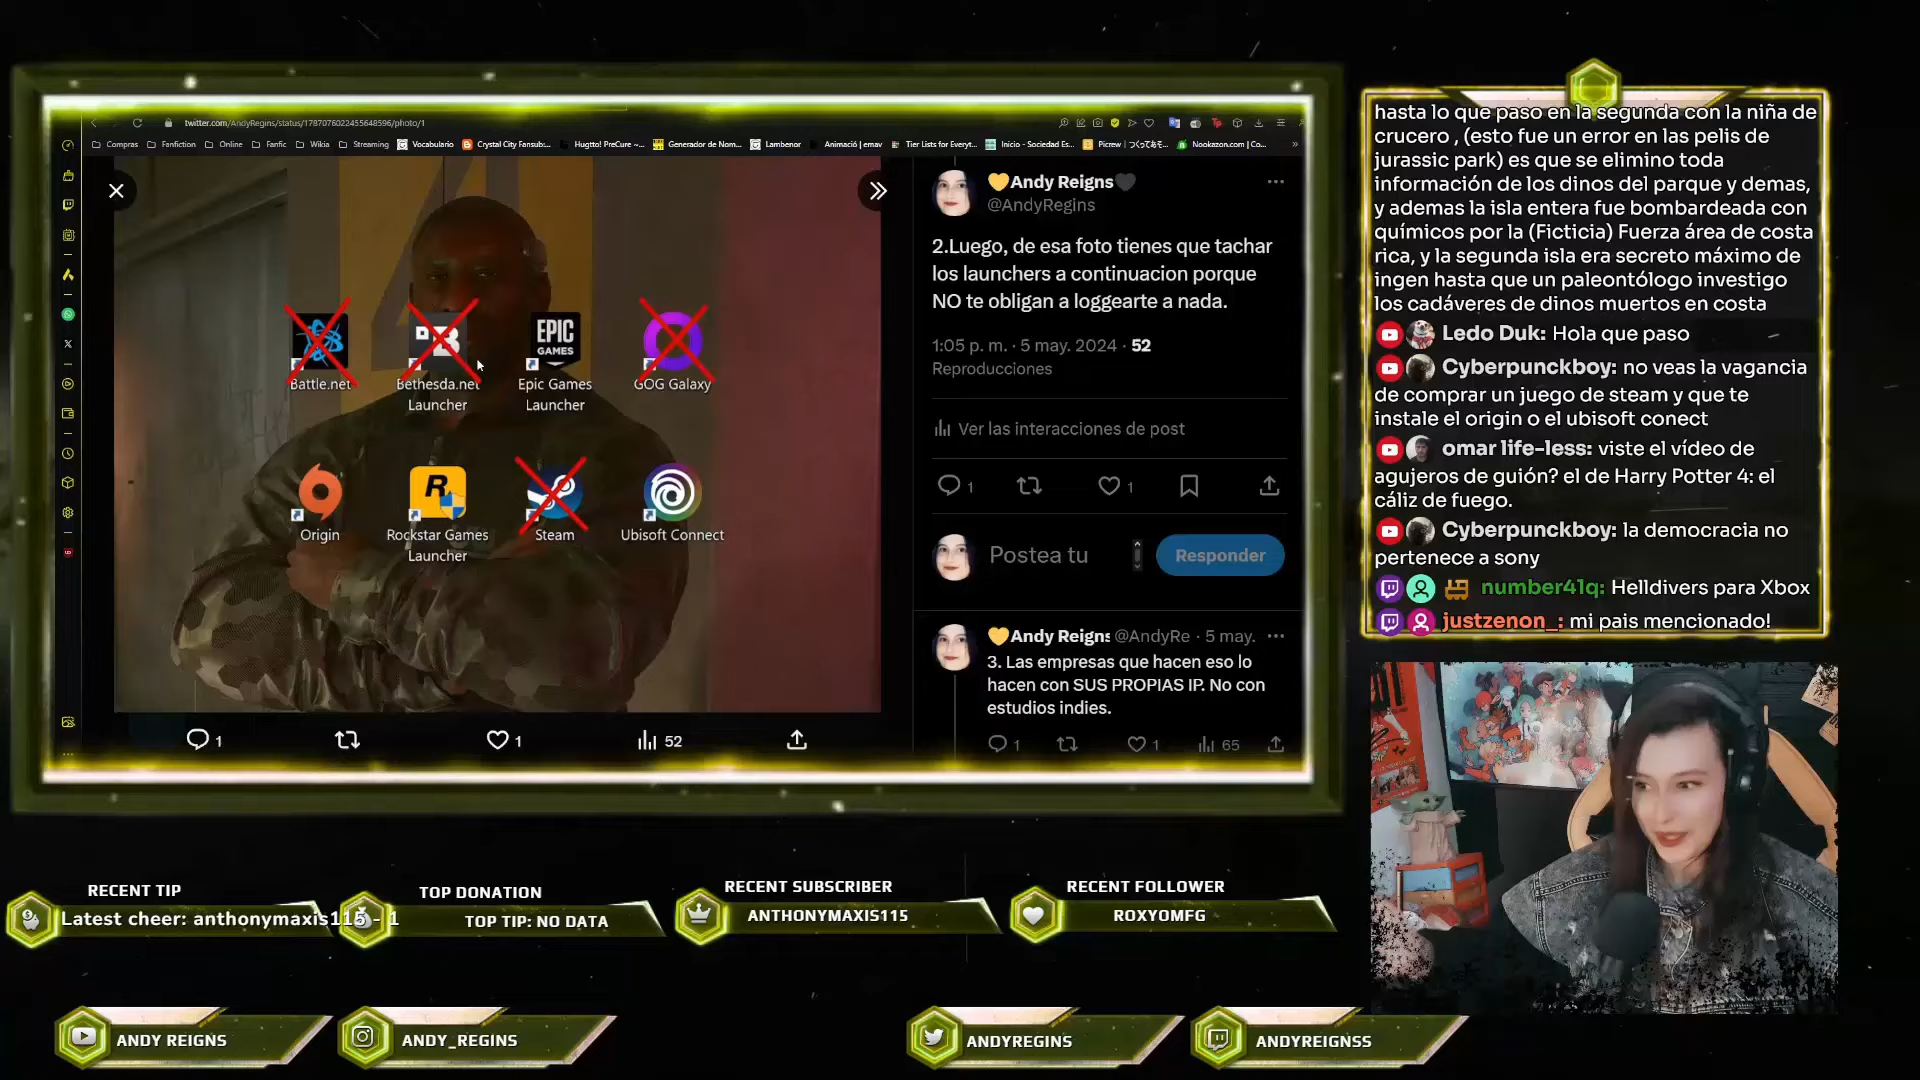 twitter.com/AndyRegins/status/1787076022455648596/photo/1
Compras Fanfiction Online Fanfic Wikia Streaming Vocabulario Crystal City Fansub:... Hugtto! PreCure ~... Generador de Nom... Lambenor Animació | emav Tier Lists for Everyt... Inicio - Sociedad Es... Picrew | つくってあそ... Nookazon.com | Co...
Battle.net
Bethesda.net
Launcher
EPIC
GAMES
Epic Games
Launcher
GOG Galaxy
Origin
R
Rockstar Games
Launcher
Steam
Ubisoft Connect
1
1
52
Andy Reigns
@AndyRegins
2.Luego, de esa foto tienes que tachar
los launchers a continuacion porque
NO te obligan a loggearte a nada.
1:05 p. m. · 5 may. 2024 · 52
Reproducciones
Ver las interacciones de post
1
1
Postea tu
Responder
Andy Reigns @AndyRe · 5 may.
3. Las empresas que hacen eso lo
hacen con SUS PROPIAS IP. No con
estudios indies.
1
1
65
hasta lo que paso en la segunda con la niña de
crucero , (esto fue un error en las pelis de
jurassic park) es que se elimino toda
información de los dinos del parque y demas,
y ademas la isla entera fue bombardeada con
químicos por la (Ficticia) Fuerza área de costa
rica, y la segunda isla era secreto máximo de
ingen hasta que un paleontólogo investigo
los cadáveres de dinos muertos en costa
Ledo Duk: Hola que paso
Cyberpunckboy: no veas la vagancia
de comprar un juego de steam y que te
instale el origin o el ubisoft conect
omar life-less: viste el vídeo de
agujeros de guión? el de Harry Potter 4: el
cáliz de fuego.
Cyberpunckboy: la democracia no
pertenece a sony
number41q: Helldivers para Xbox
justzenon_: mi pais mencionado!
RECENT TIP
Latest cheer: anthonymaxis115 - 1
TOP DONATION
TOP TIP: NO DATA
RECENT SUBSCRIBER
ANTHONYMAXIS115
RECENT FOLLOWER
ROXYOMFG
ANDY REIGNS
ANDY_REGINS
ANDYREGINS
ANDYREIGNSS